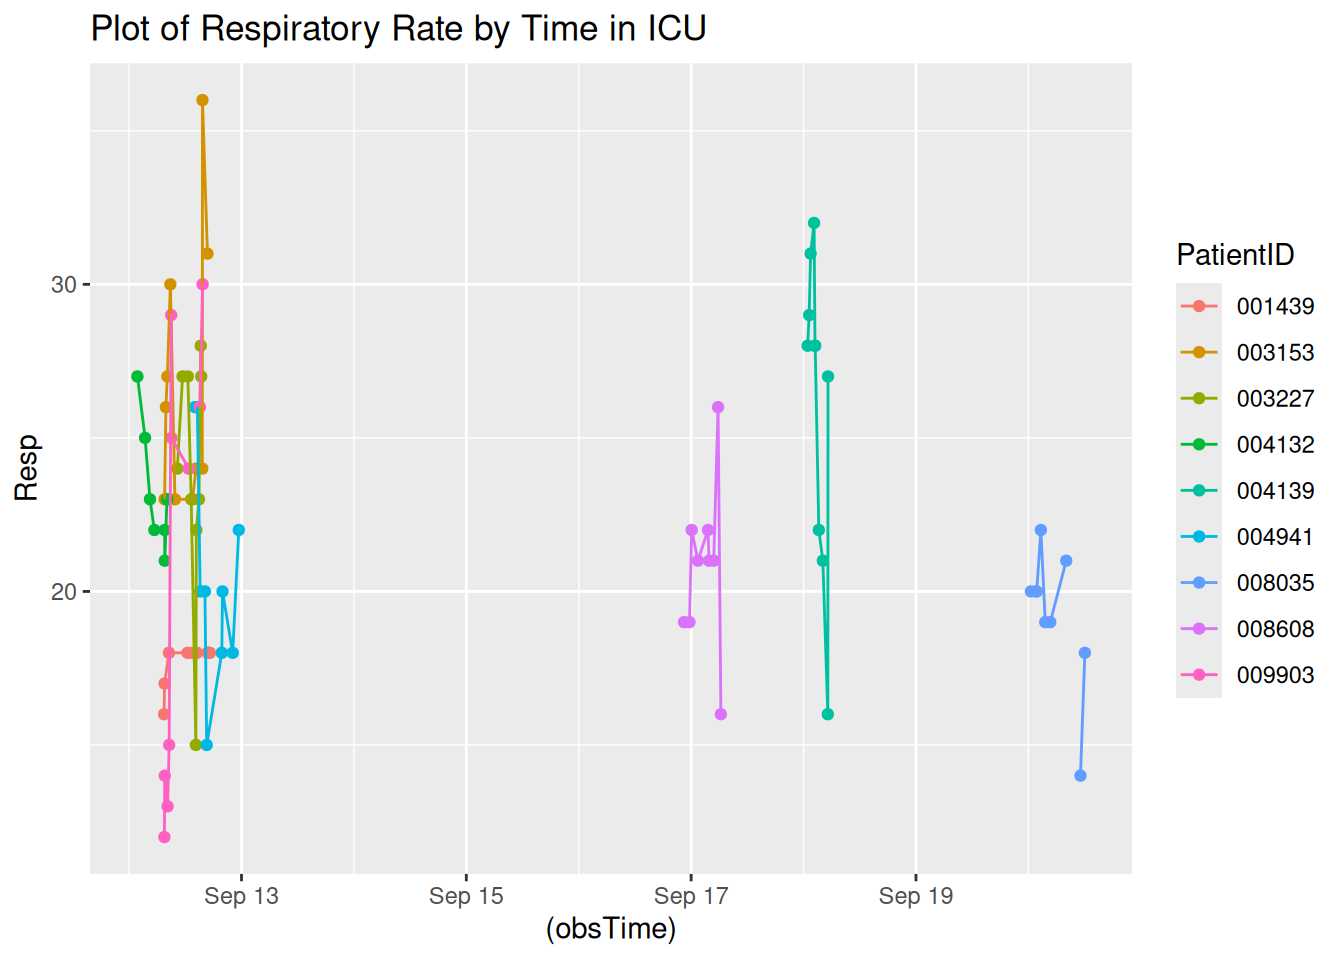 Plot of Respiratory Rate by Time in ICU
30
20
Resp
Sep 13
Sep 15
Sep 17
Sep 19
(obsTime)
PatientID
001439
003153
003227
004132
004139
004941
008035
008608
009903